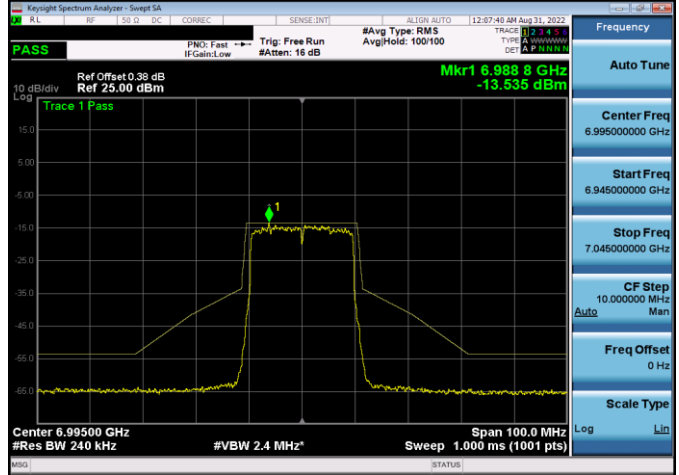 Keysight Spectrum Analyzer - Swept SA
RL RF 50 Ω DC CORREC SENSE:INT ALIGN AUTO 12:07:40 AM Aug 31, 2022
PASS
PNO: Fast
IFGain:Low
Trig: Free Run
#Atten: 16 dB
#Avg Type: RMS
Avg|Hold: 100/100
TRACE 1 2 3 4 5 6
TYPE A WWWWW
DET A P N N N N
Ref Offset 0.38 dB
10 dB/div Ref 25.00 dBm
Log
Mkr1 6.988 8 GHz
-13.535 dBm
Trace 1 Pass
15.0
5.00
-5.00
-15.0
-25.0
-35.0
-45.0
-55.0
-65.0
1
Center 6.99500 GHz Span 100.0 MHz
#Res BW 240 kHz #VBW 2.4 MHz* Sweep 1.000 ms (1001 pts)
MSG STATUS
Frequency
Auto Tune
Center Freq
6.995000000 GHz
Start Freq
6.945000000 GHz
Stop Freq
7.045000000 GHz
CF Step
10.000000 MHz
Auto Man
Freq Offset
0 Hz
Scale Type
Log Lin